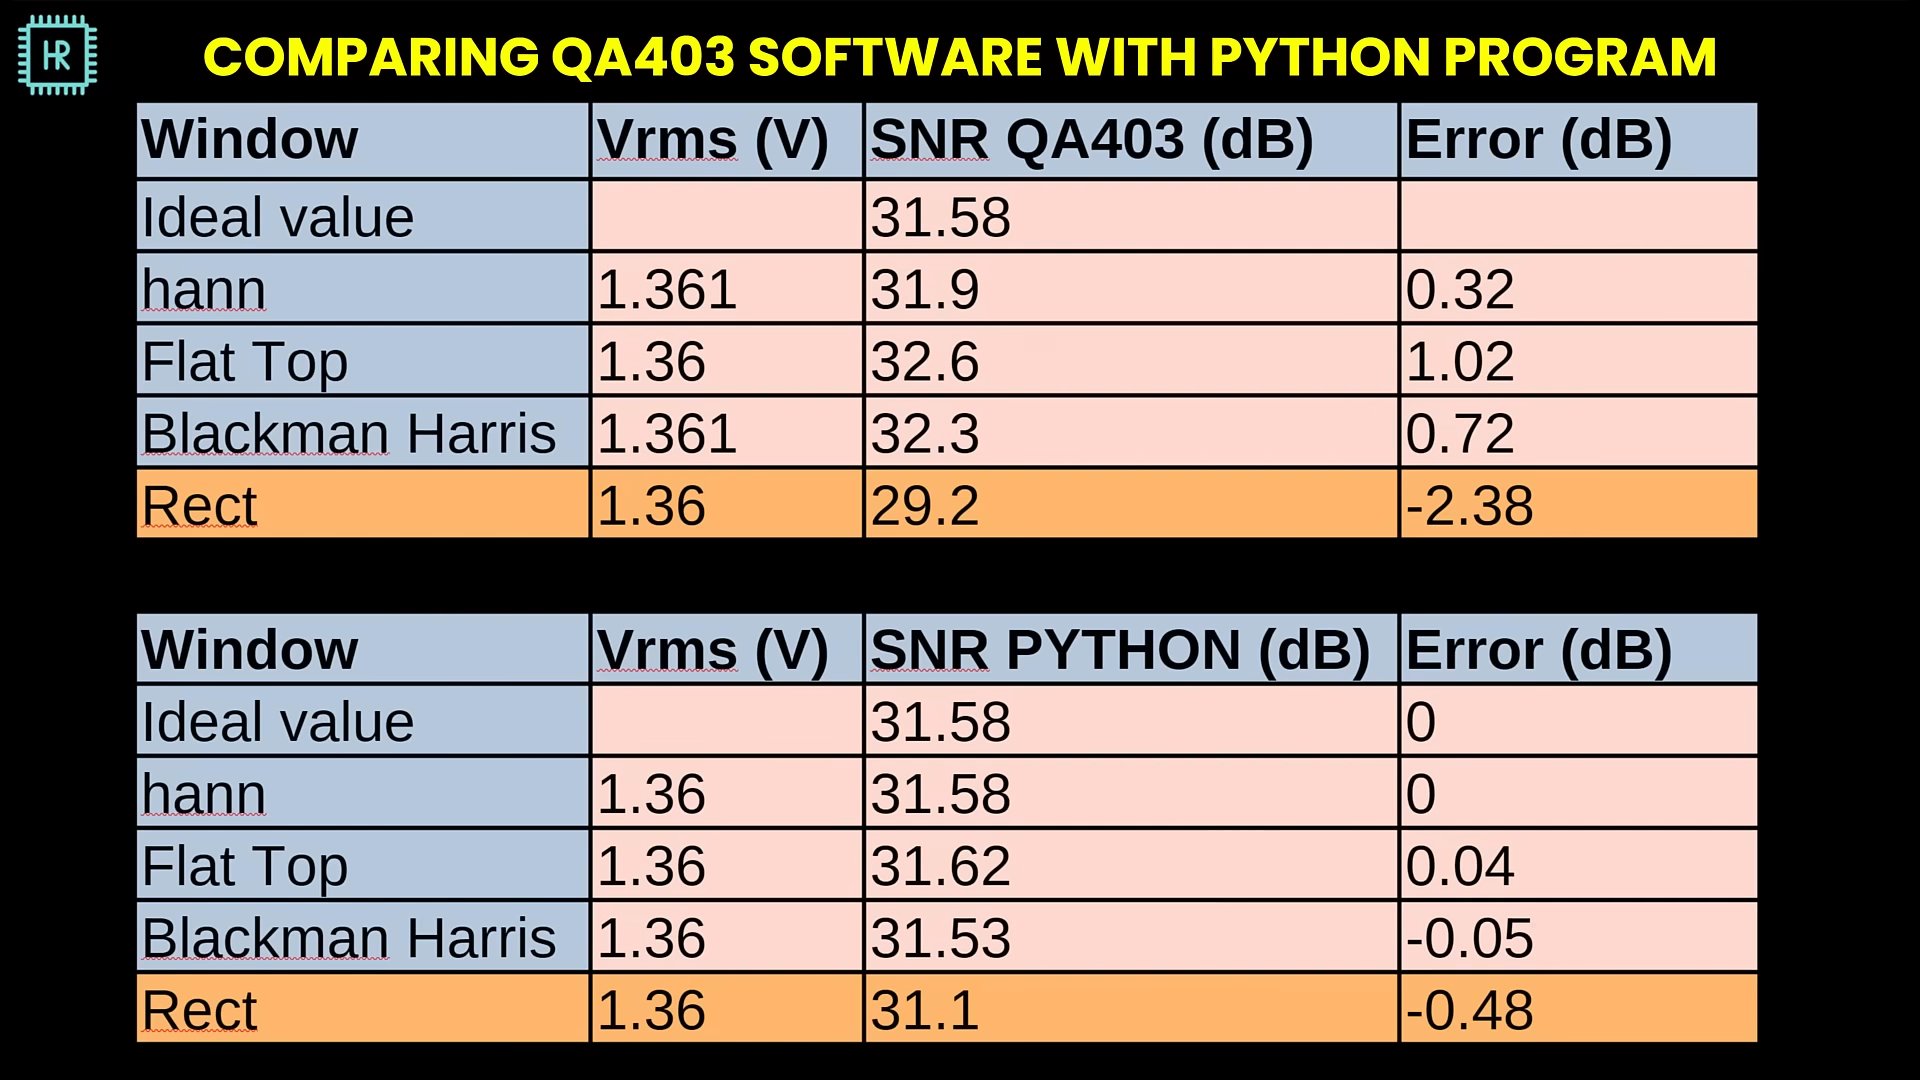 HR
COMPARING QA403 SOFTWARE WITH PYTHON PROGRAM
Window Vrms (V) SNR QA403 (dB) Error (dB)
Ideal value 31.58
hann 1.361 31.9 0.32
Flat Top 1.36 32.6 1.02
Blackman Harris 1.361 32.3 0.72
Rect 1.36 29.2 -2.38
Window Vrms (V) SNR PYTHON (dB) Error (dB)
Ideal value 31.58 0
hann 1.36 31.58 0
Flat Top 1.36 31.62 0.04
Blackman Harris 1.36 31.53 -0.05
Rect 1.36 31.1 -0.48